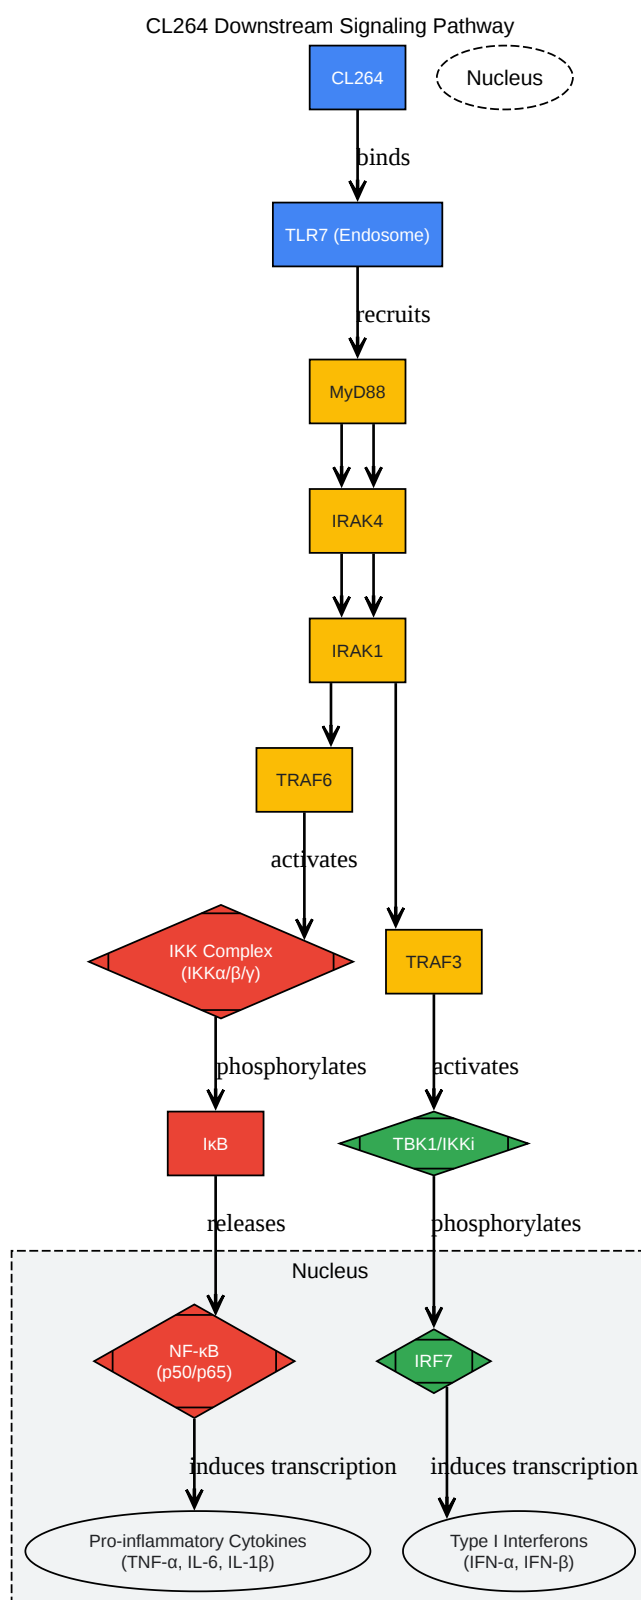 CL264 Downstream Signaling Pathway
CL264
Nucleus
binds
TLR7 (Endosome)
recruits
MyD88
IRAK4
IRAK1
TRAF6
activates
IKK Complex
(IKKα/β/γ)
TRAF3
phosphorylates
activates
IκB
TBK1/IKKi
releases
phosphorylates
Nucleus
NF-κB
(p50/p65)
IRF7
induces transcription
induces transcription
Pro-inflammatory Cytokines
(TNF-α, IL-6, IL-1β)
Type I Interferons
(IFN-α, IFN-β)